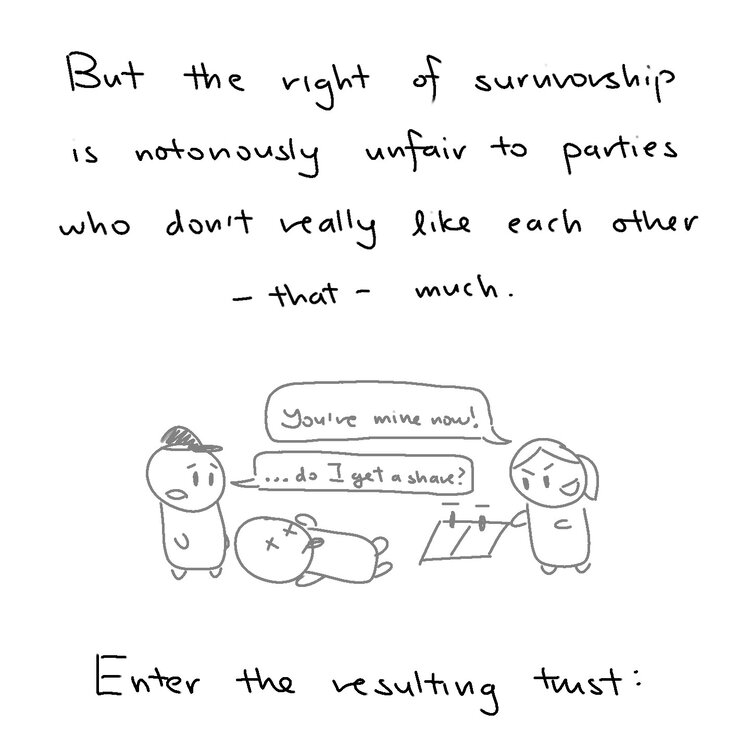 But the right of survivorship
is notoriously unfair to parties
who don't really like each other
- that - much.
You're mine now!
...do I get a share?
Enter the resulting trust: